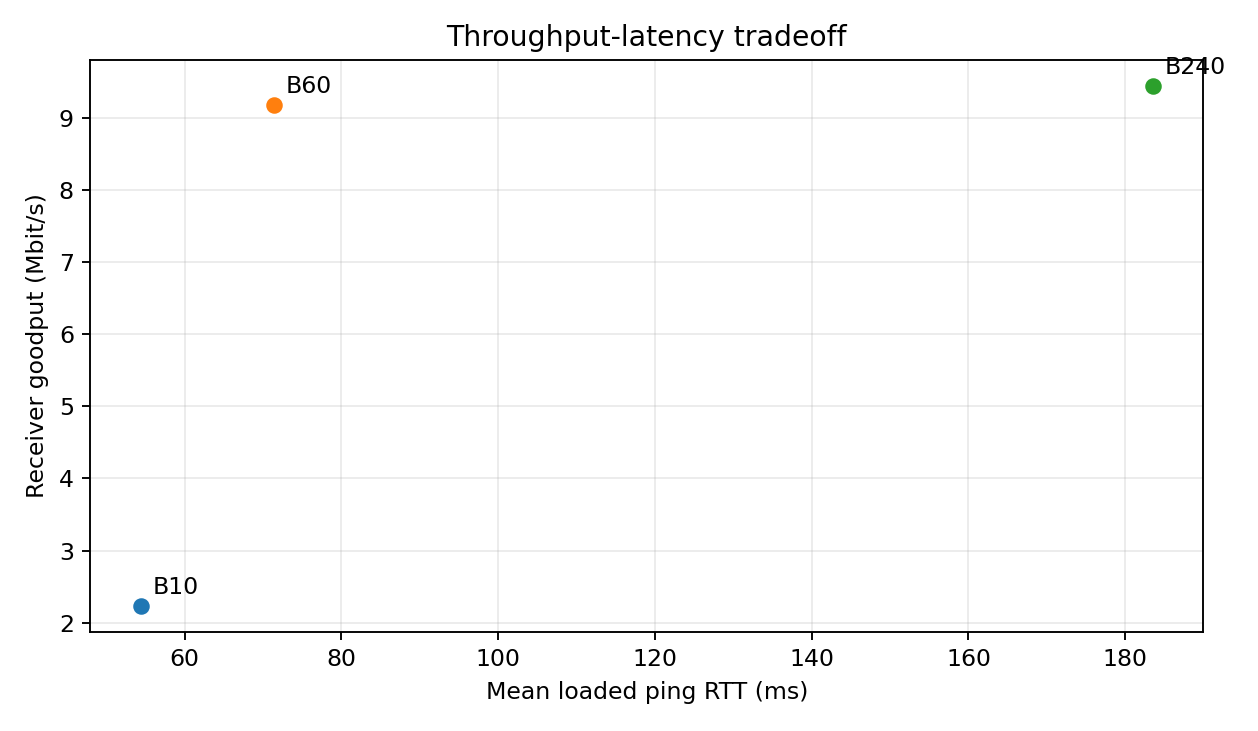 Throughput-latency tradeoff
B240
B60
9
8
7
6
5
4
3
2
Receiver goodput (Mbit/s)
B10
60 80 100 120 140 160 180
Mean loaded ping RTT (ms)